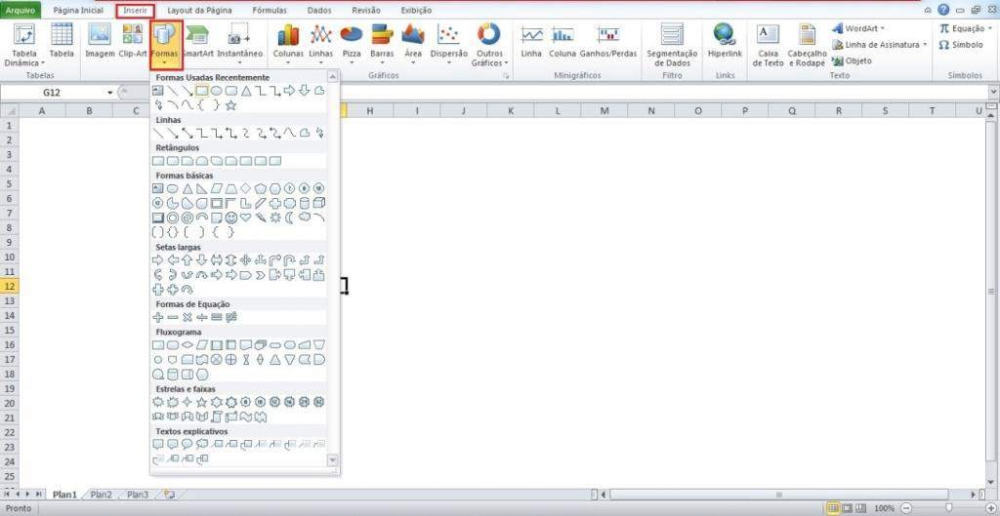 Arquivo Página Inicial Inserir Layout da Página Fórmulas Dados Revisão Exibição
Tabela Dinâmica Tabela Imagem Clip-Art Formas SmartArt Instantâneo Colunas Linhas Pizza Barras Área Dispersão Outros Gráficos Linha Coluna Ganhos/Perdas Segmentação de Dados Hiperlink Caixa de Texto Cabeçalho e Rodapé WordArt Linha de Assinatura Objeto Equação Símbolo
Tabelas Gráficos Minigráficos Filtro Links Texto Símbolos
G12
Formas Usadas Recentemente
A B C H I J K L M N O P Q R S T U
Linhas
Retângulos
Formas básicas
Setas largas
Formas de Equação
Fluxograma
Estrelas e faixas
Textos explicativos
1
2
3
4
5
6
7
8
9
10
11
12
13
14
15
16
17
18
19
20
21
22
23
24
25
Plan1 Plan2 Plan3
Pronto 100%